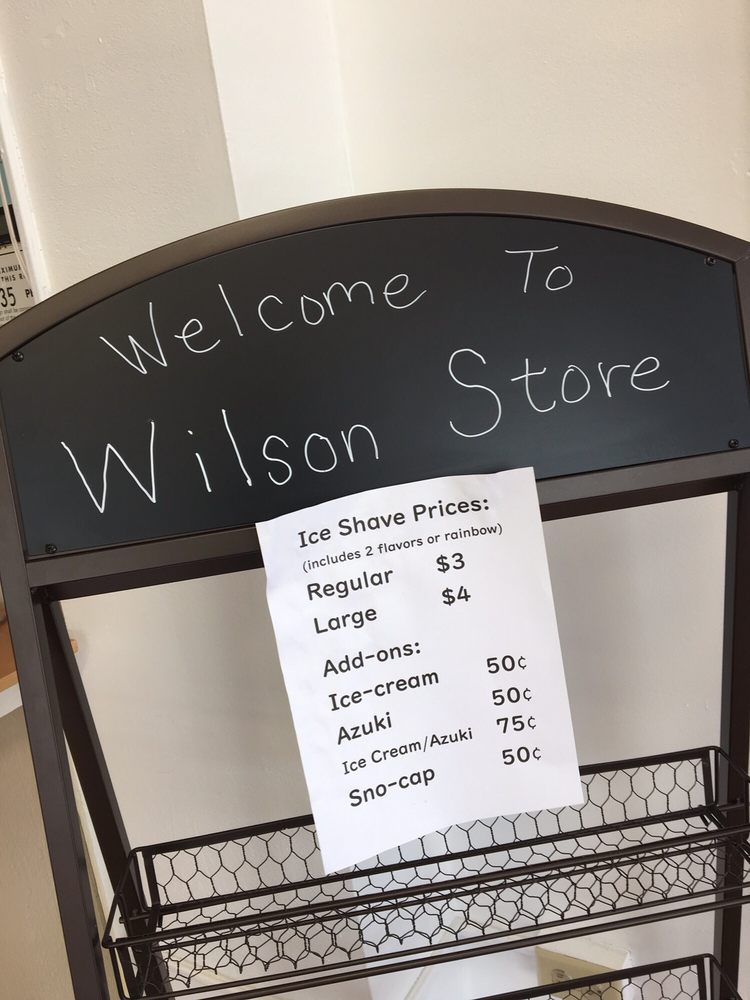 Welcome To
Wilson Store
Ice Shave Prices:
(includes 2 flavors or rainbow)
Regular $3
Large $4
Add-ons:
Ice-cream 50¢
Azuki 50¢
Ice Cream/Azuki 75¢
Sno-cap 50¢
35